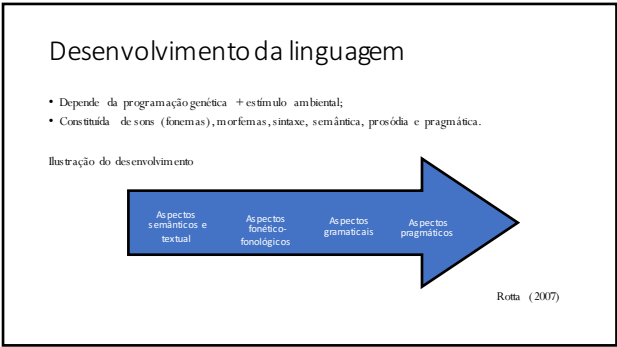 Desenvolvimento da linguagem
• Depende da programação genética + estímulo ambiental;
• Constituída de sons (fonemas), morfemas, sintaxe, semântica, prosódia e pragmática.
Ilustração do desenvolvimento
Aspectos
semânticos e
textual
Aspectos
fonético-
fonológicos
Aspectos
gramaticais
Aspectos
pragmáticos
Rotta (2007)